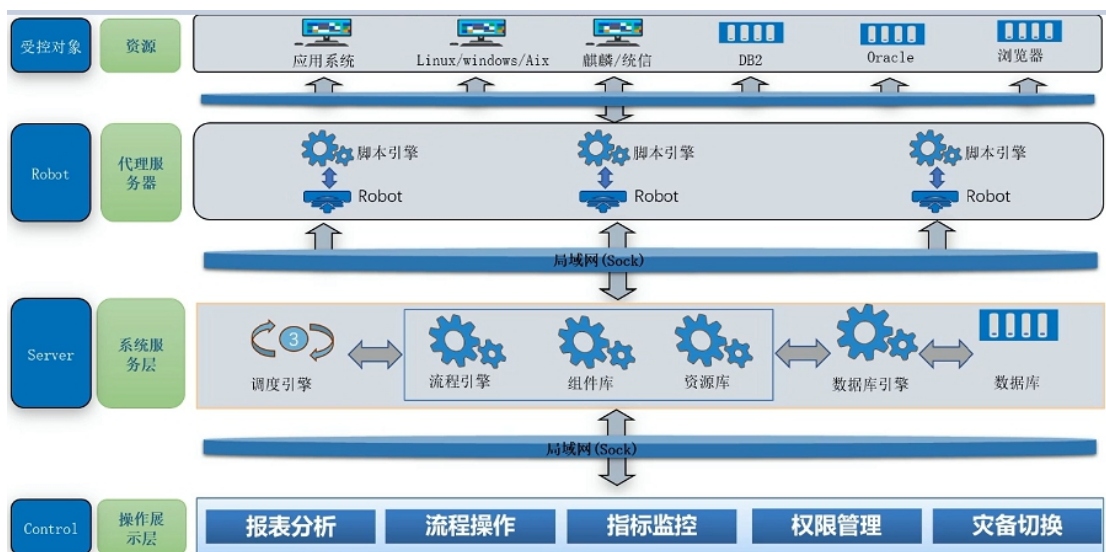 受控对象
资源
应用系统
Linux/windows/Aix
麒麟/统信
DB2
Oracle
浏览器
Robot
代理服
务器
脚本引擎
脚本引擎
脚本引擎
Robot
Robot
Robot
局域网(Sock)
Server
系统服
务层
3
调度引擎
流程引擎
组件库
资源库
数据库引擎
数据库
局域网(Sock)
Control
操作展
示层
报表分析
流程操作
指标监控
权限管理
灾备切换